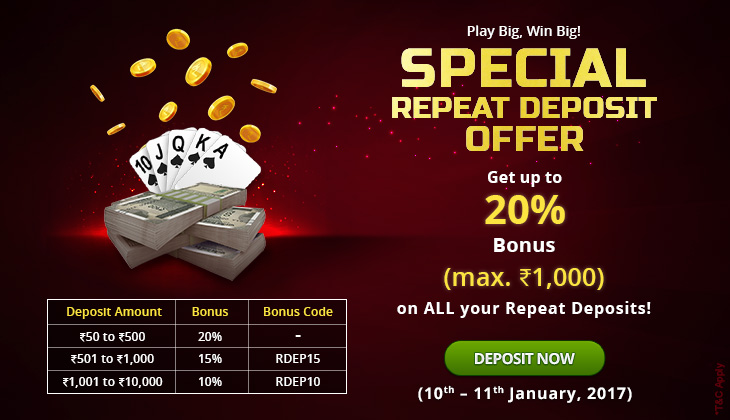 Play Big, Win Big!
SPECIAL
REPEAT DEPOSIT
OFFER
Get up to
20%
Bonus
(max. ₹1,000)
on ALL your Repeat Deposits!
DEPOSIT NOW
(10th – 11th January, 2017)
10 J Q K A
Deposit Amount Bonus Bonus Code
₹50 to ₹500 20% –
₹501 to ₹1,000 15% RDEP15
₹1,001 to ₹10,000 10% RDEP10
*T&C Apply